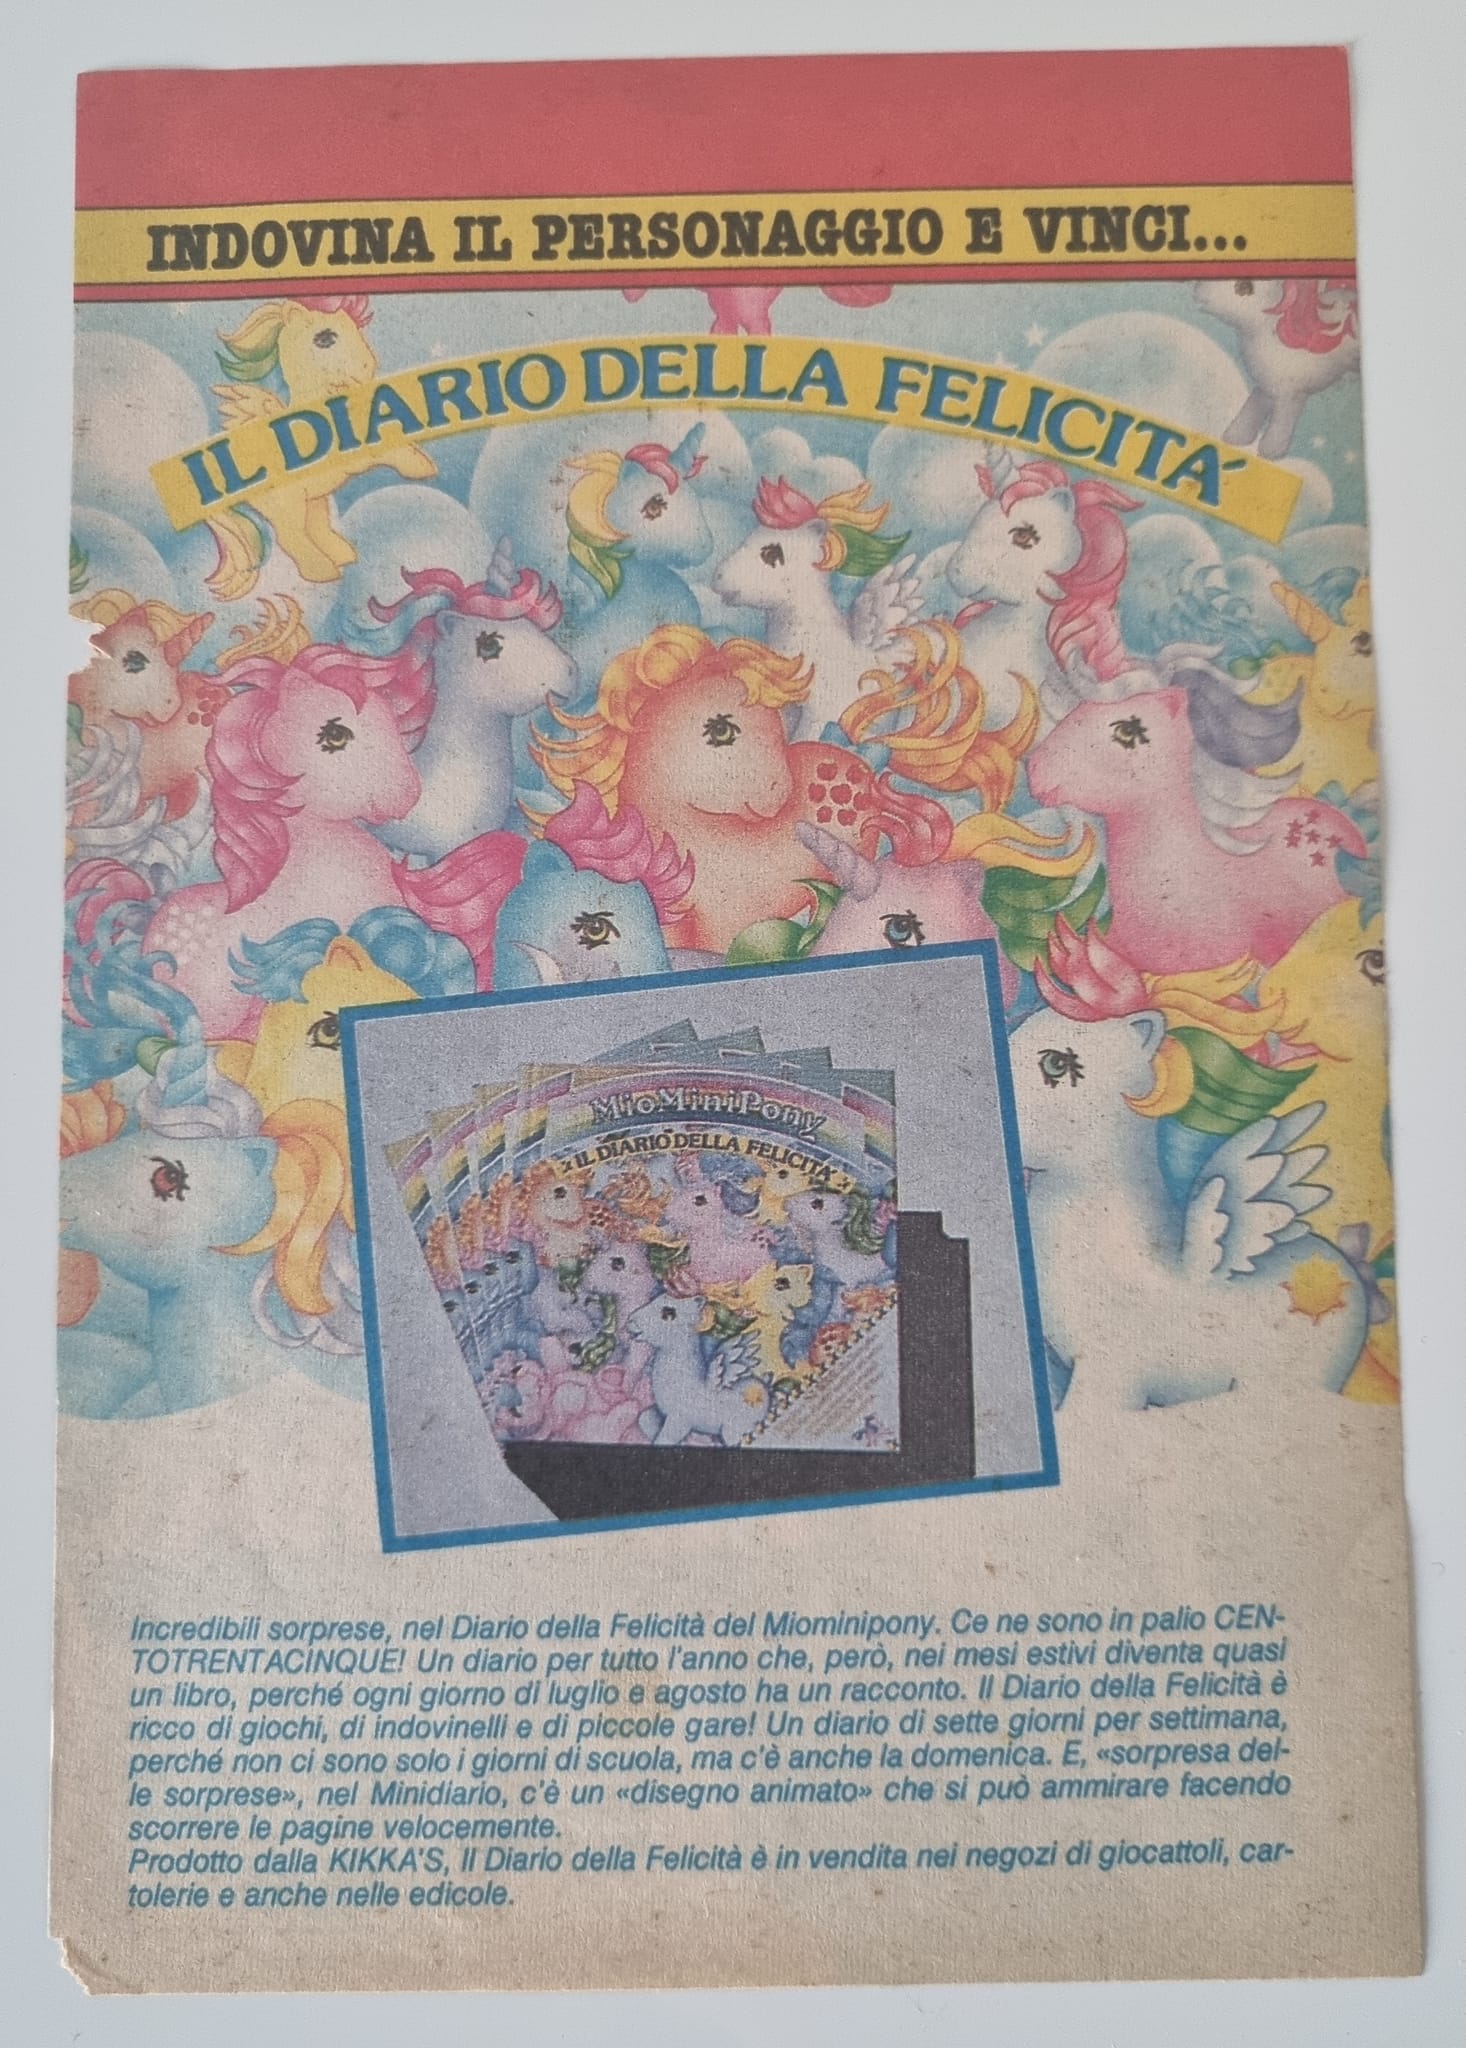 INDOVINA IL PERSONAGGIO E VINCI...
IL DIARIO DELLA FELICITÁ
MioMiniPony
IL DIARIO DELLA FELICITÁ
Incredibili sorprese, nel Diario della Felicità del Miominipony. Ce ne sono in palio CEN-
TOTRENTACINQUE! Un diario per tutto l'anno che, però, nei mesi estivi diventa quasi
un libro, perché ogni giorno di luglio e agosto ha un racconto. Il Diario della Felicità è
ricco di giochi, di indovinelli e di piccole gare! Un diario di sette giorni per settimana,
perché non ci sono solo i giorni di scuola, ma c'è anche la domenica. E, «sorpresa del-
le sorprese», nel Minidiario, c'è un «disegno animato» che si può ammirare facendo
scorrere le pagine velocemente.
Prodotto dalla KIKKA'S, Il Diario della Felicità è in vendita nei negozi di giocattoli, car-
tolerie e anche nelle edicole.